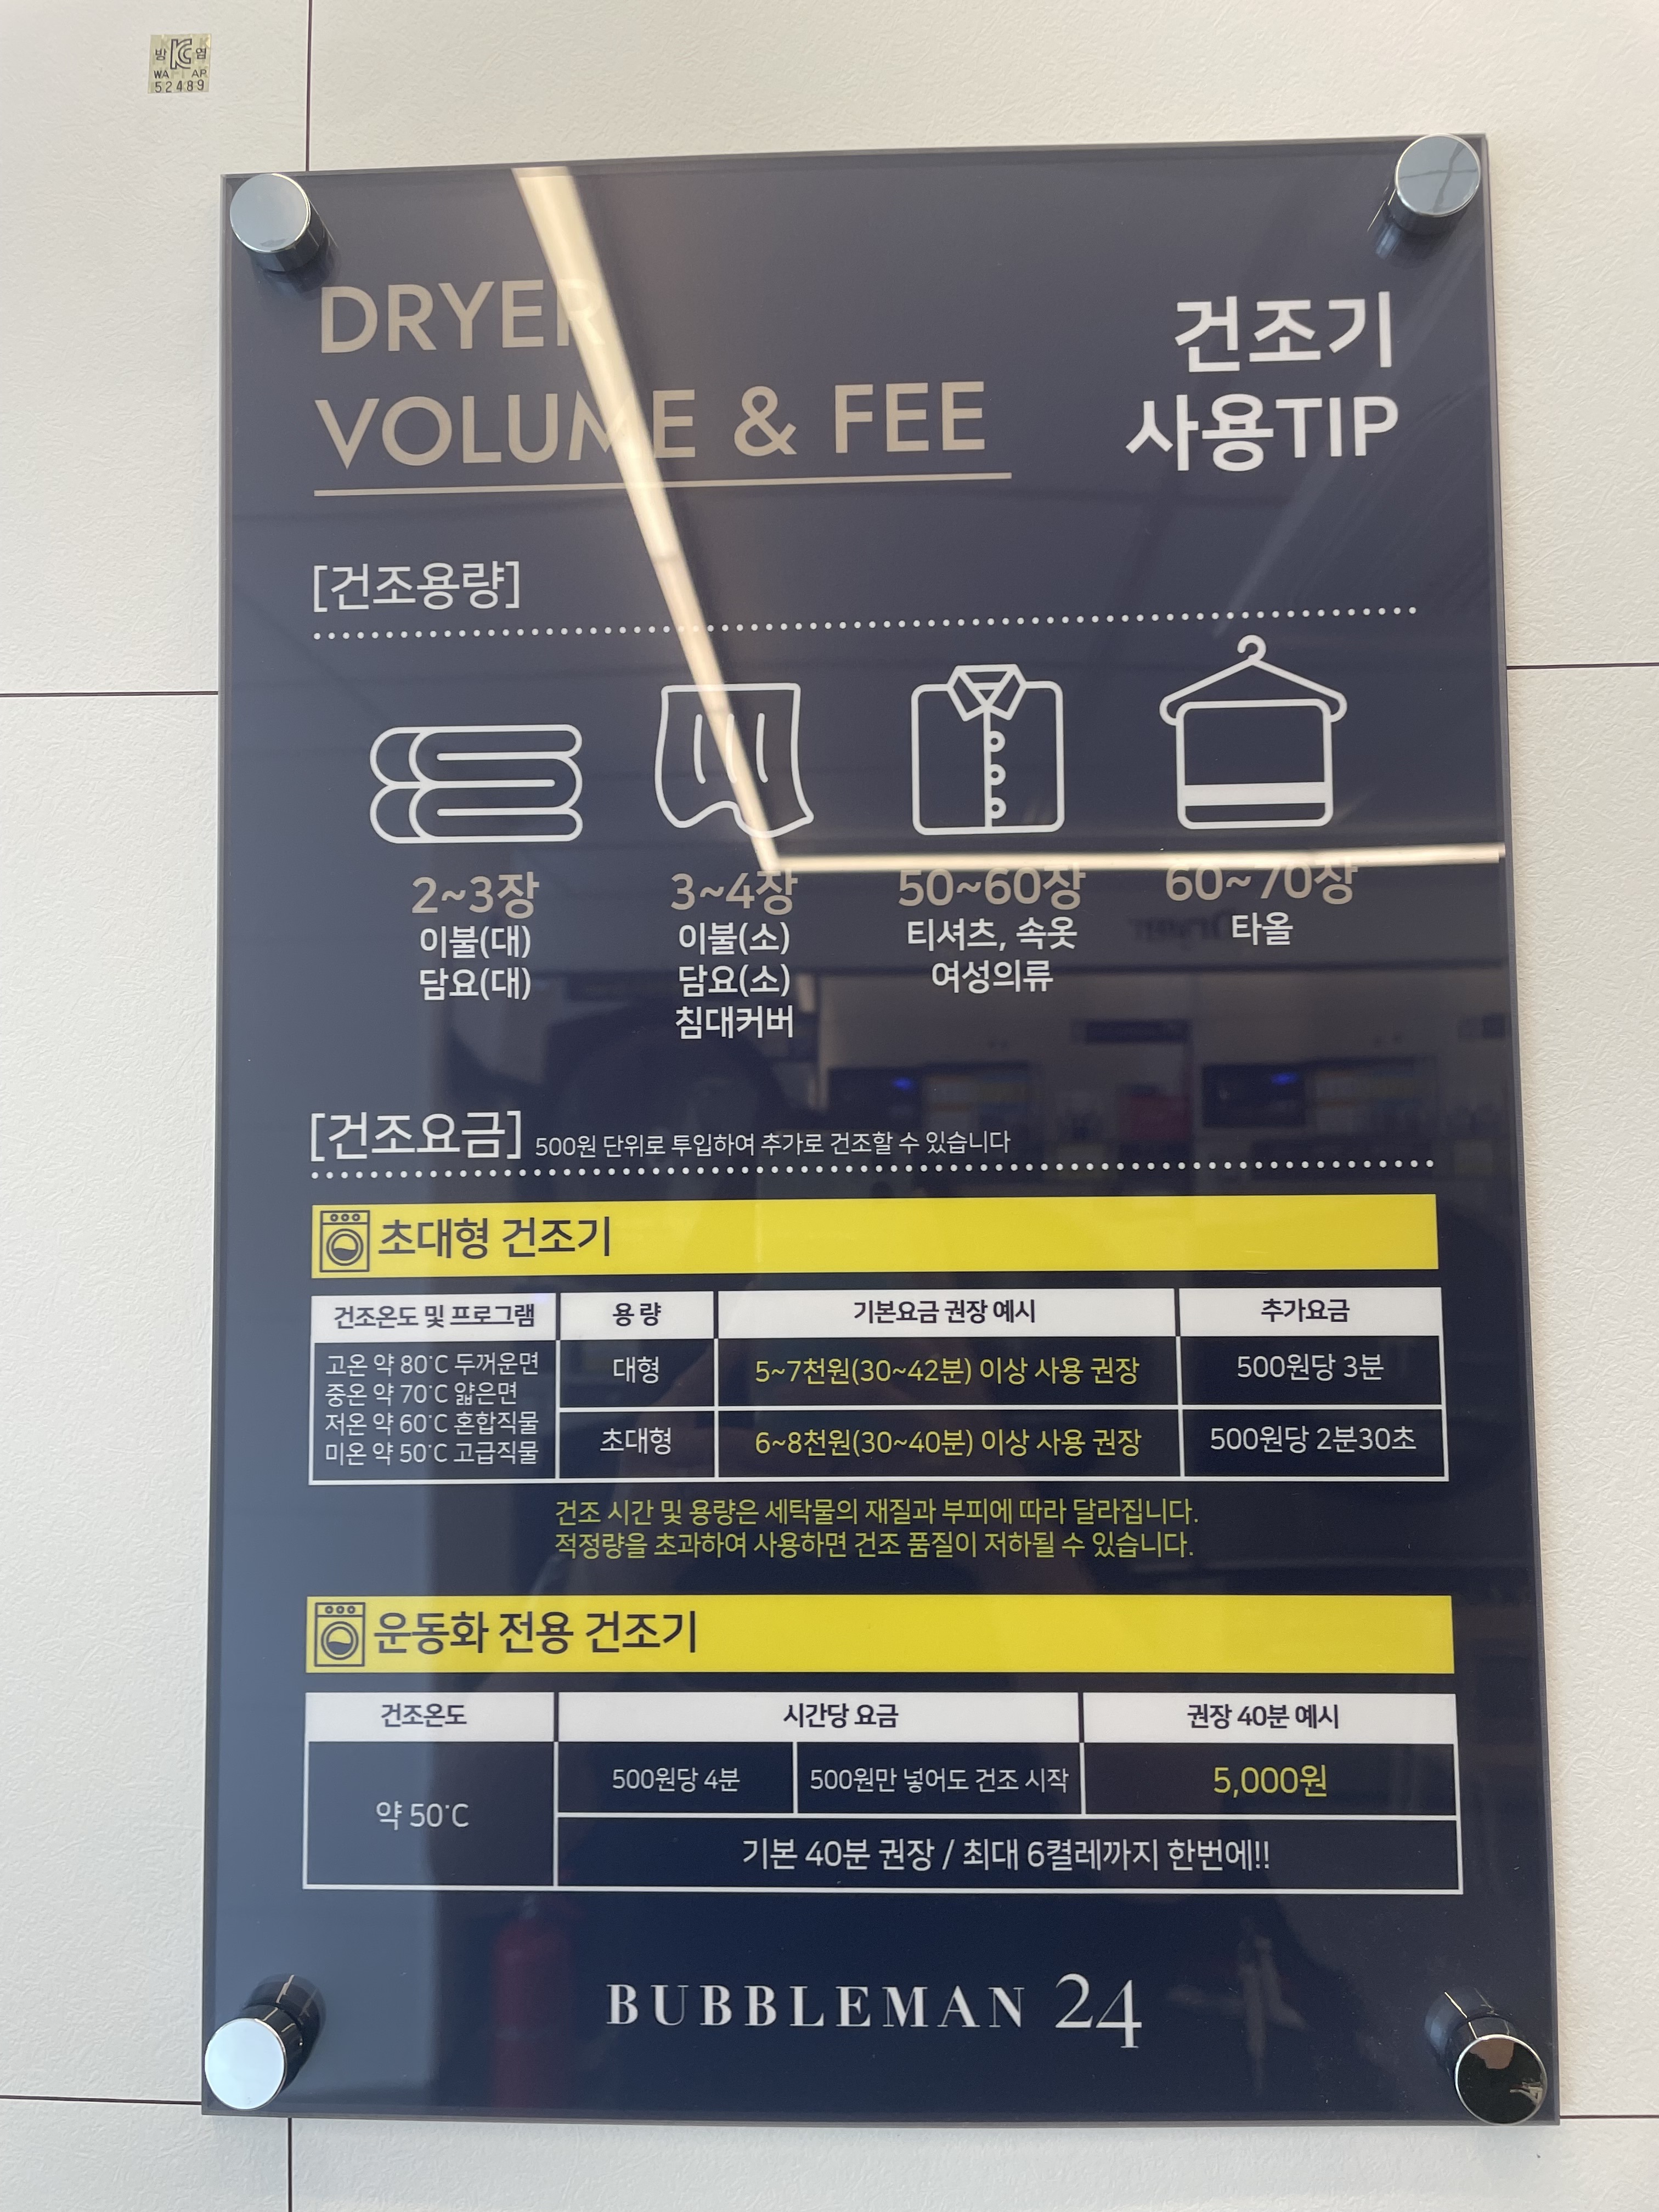 방 염
WA AP
52489
DRYER
VOLUME & FEE
건조기
사용TIP
[건조용량]
2~3장
이불(대)
담요(대)
3~4장
이불(소)
담요(소)
침대커버
50~60장
티셔츠, 속옷
여성의류
60~70장
타올
[건조요금] 500원 단위로 투입하여 추가로 건조할 수 있습니다
초대형 건조기
건조온도 및 프로그램 용 량 기본요금 권장 예시 추가요금
고온 약 80°C 두꺼운면
중온 약 70°C 얇은면
저온 약 60°C 혼합직물
미온 약 50°C 고급직물
대형 5~7천원(30~42분) 이상 사용 권장 500원당 3분
초대형 6~8천원(30~40분) 이상 사용 권장 500원당 2분30초
건조 시간 및 용량은 세탁물의 재질과 부피에 따라 달라집니다.
적정량을 초과하여 사용하면 건조 품질이 저하될 수 있습니다.
운동화 전용 건조기
건조온도 시간당 요금 권장 40분 예시
약 50°C
500원당 4분 500원만 넣어도 건조 시작 5,000원
기본 40분 권장 / 최대 6켤레까지 한번에!!
BUBBLEMAN 24